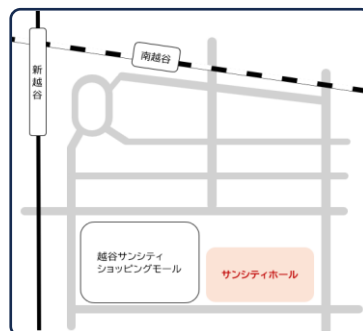 南越谷
新越谷
越谷サンシティ
ショッピングモール
サンシティホール